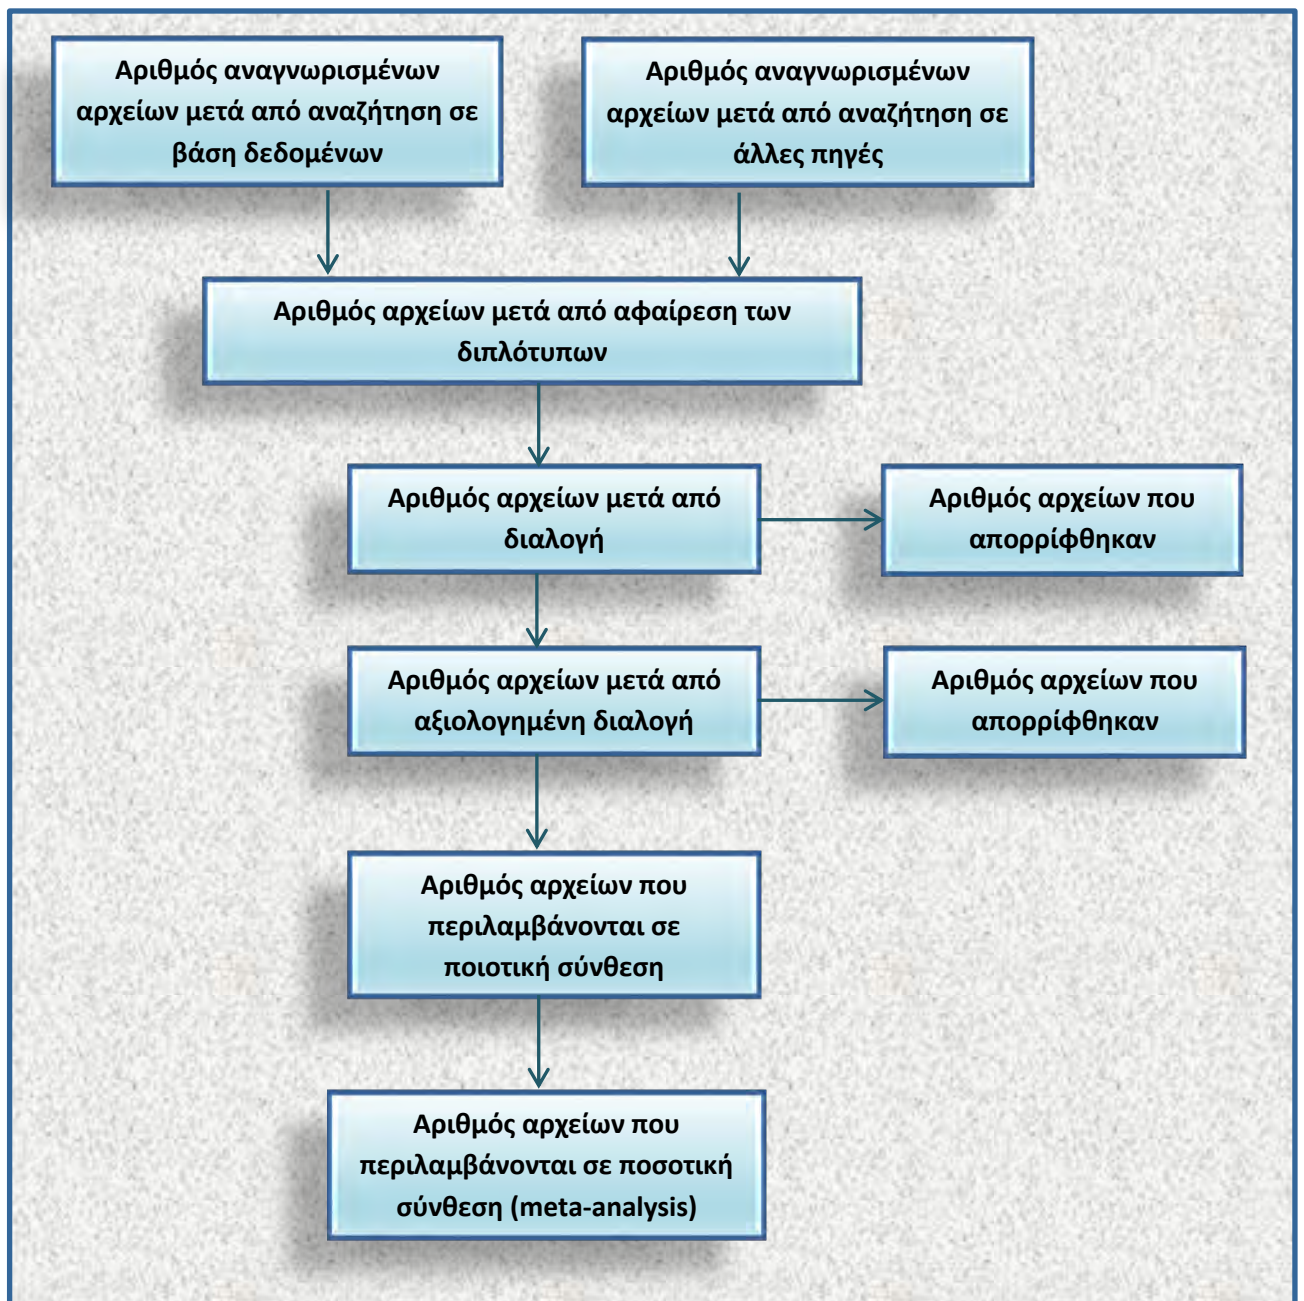 Αριθμός αναγνωρισμένων
αρχείων μετά από αναζήτηση σε
βάση δεδομένων
Αριθμός αναγνωρισμένων
αρχείων μετά από αναζήτηση σε
άλλες πηγές
Αριθμός αρχείων μετά από αφαίρεση των
διπλότυπων
Αριθμός αρχείων μετά από
διαλογή
Αριθμός αρχείων που
απορρίφθηκαν
Αριθμός αρχείων μετά από
αξιολογημένη διαλογή
Αριθμός αρχείων που
απορρίφθηκαν
Αριθμός αρχείων που
περιλαμβάνονται σε
ποιοτική σύνθεση
Αριθμός αρχείων που
περιλαμβάνονται σε ποσοτική
σύνθεση (meta-analysis)